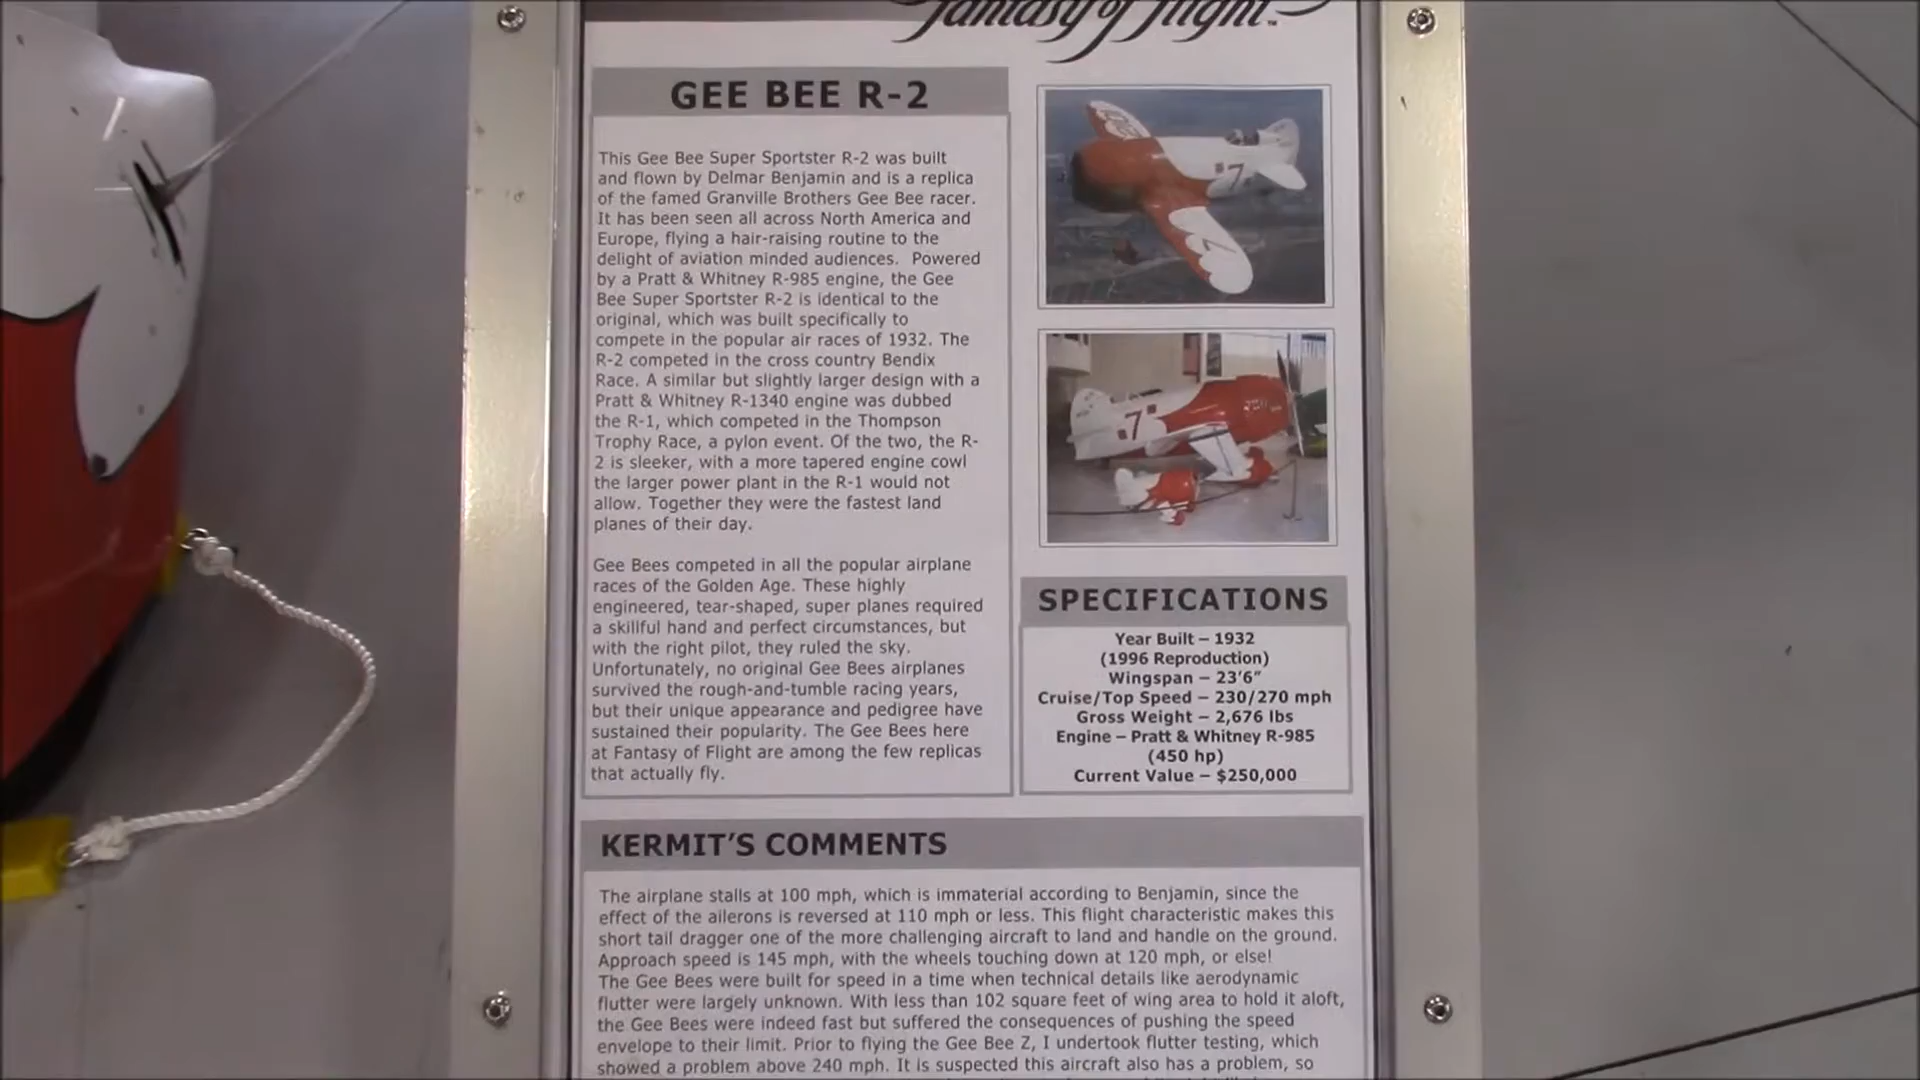 Fantasy of Flight™
GEE BEE R-2
This Gee Bee Super Sportster R-2 was built
and flown by Delmar Benjamin and is a replica
of the famed Granville Brothers Gee Bee racer.
It has been seen all across North America and
Europe, flying a hair-raising routine to the
delight of aviation minded audiences. Powered
by a Pratt & Whitney R-985 engine, the Gee
Bee Super Sportster R-2 is identical to the
original, which was built specifically to
compete in the popular air races of 1932. The
R-2 competed in the cross country Bendix
Race. A similar but slightly larger design with a
Pratt & Whitney R-1340 engine was dubbed
the R-1, which competed in the Thompson
Trophy Race, a pylon event. Of the two, the R-
2 is sleeker, with a more tapered engine cowl
the larger power plant in the R-1 would not
allow. Together they were the fastest land
planes of their day.
Gee Bees competed in all the popular airplane
races of the Golden Age. These highly
engineered, tear-shaped, super planes required
a skillful hand and perfect circumstances, but
with the right pilot, they ruled the sky.
Unfortunately, no original Gee Bees airplanes
survived the rough-and-tumble racing years,
but their unique appearance and pedigree have
sustained their popularity. The Gee Bees here
at Fantasy of Flight are among the few replicas
that actually fly.
7
7
7
SPECIFICATIONS
Year Built – 1932
(1996 Reproduction)
Wingspan – 23'6"
Cruise/Top Speed – 230/270 mph
Gross Weight – 2,676 lbs
Engine – Pratt & Whitney R-985
(450 hp)
Current Value – $250,000
KERMIT'S COMMENTS
The airplane stalls at 100 mph, which is immaterial according to Benjamin, since the
effect of the ailerons is reversed at 110 mph or less. This flight characteristic makes this
short tail dragger one of the more challenging aircraft to land and handle on the ground.
Approach speed is 145 mph, with the wheels touching down at 120 mph, or else!
The Gee Bees were built for speed in a time when technical details like aerodynamic
flutter were largely unknown. With less than 102 square feet of wing area to hold it aloft,
the Gee Bees were indeed fast but suffered the consequences of pushing the speed
envelope to their limit. Prior to flying the Gee Bee Z, I undertook flutter testing, which
showed a problem above 240 mph. It is suspected this aircraft also has a problem, so